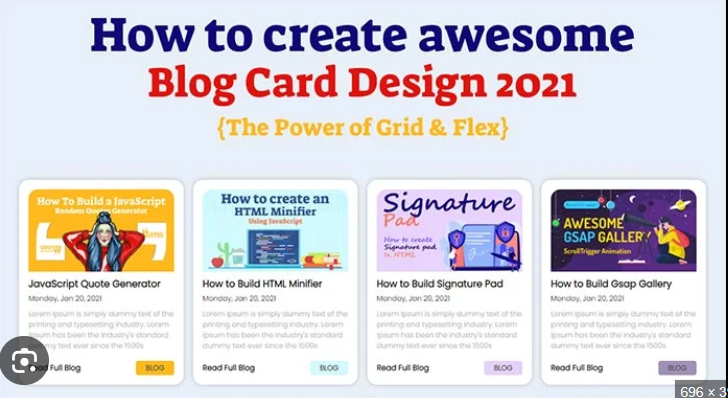 How to create awesome
Blog Card Design 2021
{The Power of Grid & Flex}
How To Build a JavaScript
Random Quotes Generator
JavaScript Quote Generator
Monday, Jan 20, 2021
Lorem Ipsum is simply dummy text of the
printing and typesetting industry. Lorem
Ipsum has been the industry's standard
dummy text ever since the 1500s
Read Full Blog
BLOG
How to create an
HTML Minifier
Using JavaScript
How to Build HTML Minifier
Monday, Jan 20, 2021
Lorem Ipsum is simply dummy text of the
printing and typesetting industry. Lorem
Ipsum has been the industry's standard
dummy text ever since the 1500s
Read Full Blog
BLOG
Signature
Pad
How to create
Signature pad
in HTML
How to Build Signature Pad
Monday, Jan 20, 2021
Lorem Ipsum is simply dummy text of the
printing and typesetting industry. Lorem
Ipsum has been the industry's standard
dummy text ever since the 1500s
Read Full Blog
BLOG
AWESOME
GSAP GALLERY
ScrollTrigger Animation
How to Build Gsap Gallery
Monday, Jan 20, 2021
Lorem Ipsum is simply dummy text of the
printing and typesetting industry. Lorem
Ipsum has been the industry's standard
dummy text ever since the 1500s
Read Full Blog
BLOG
696 ×